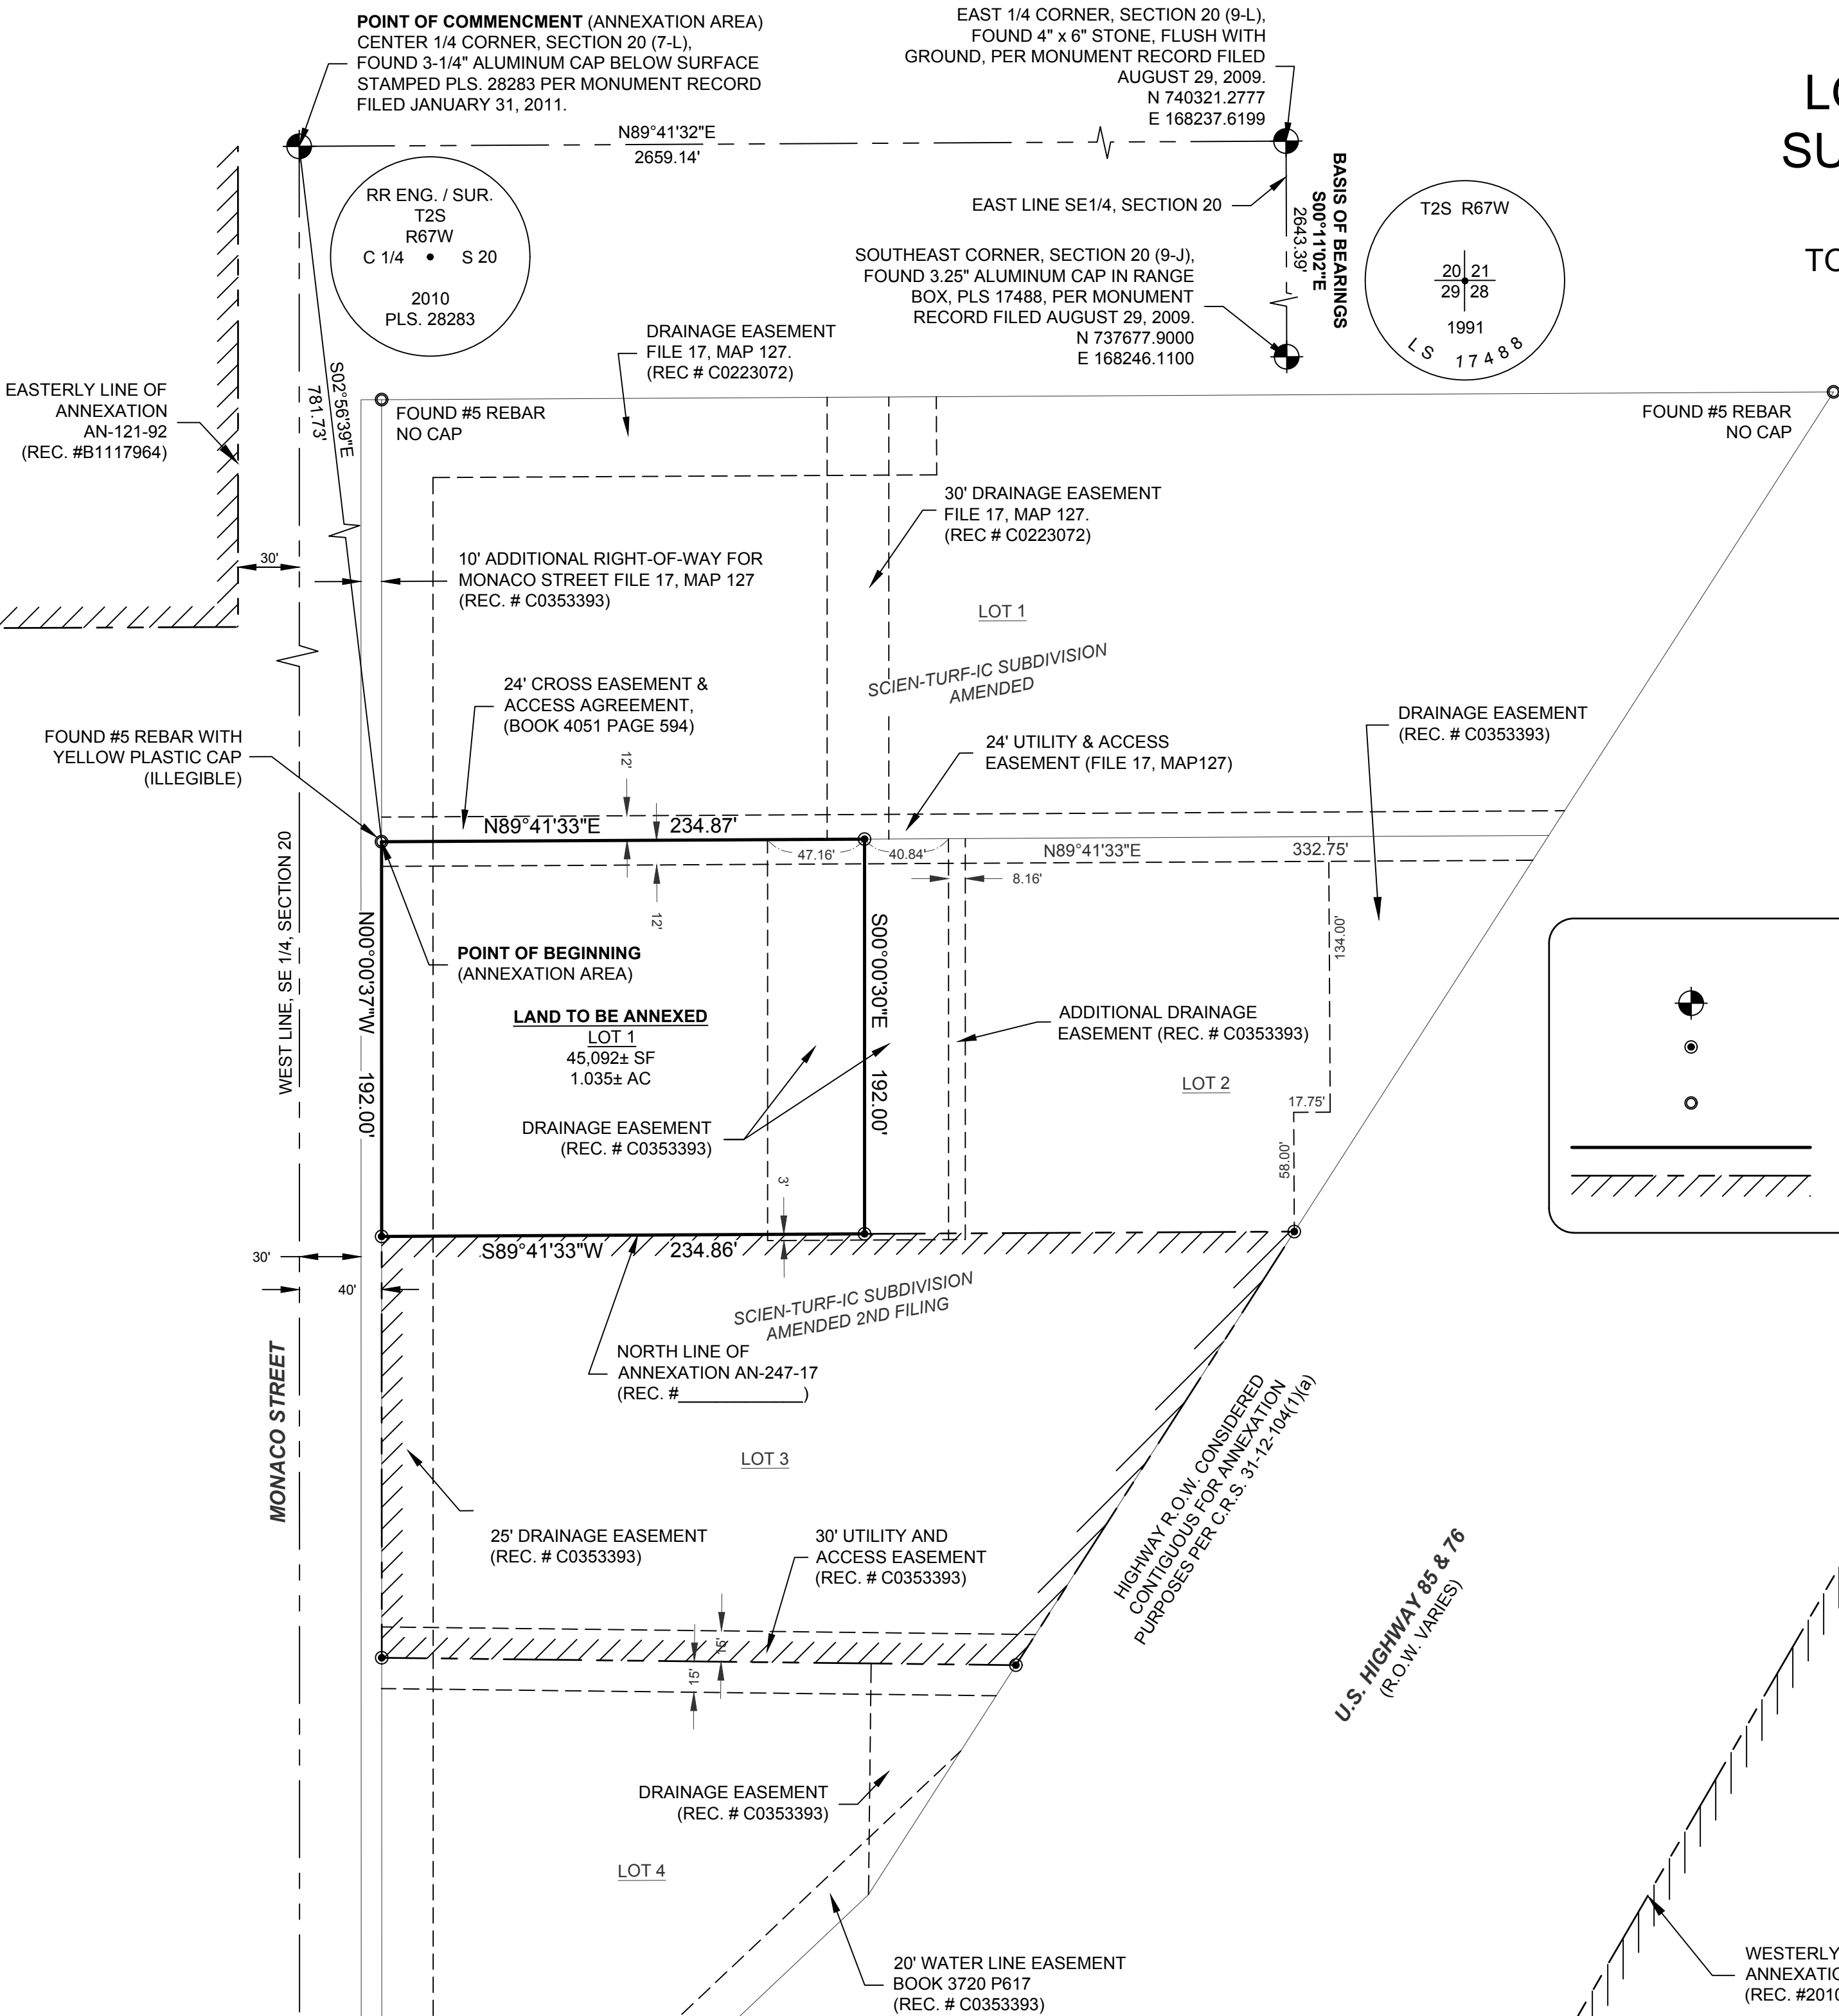 POINT OF COMMENCMENT (ANNEXATION AREA)
CENTER 1/4 CORNER, SECTION 20 (7-L),
FOUND 3-1/4" ALUMINUM CAP BELOW SURFACE
STAMPED PLS. 28283 PER MONUMENT RECORD
FILED JANUARY 31, 2011.
EAST 1/4 CORNER, SECTION 20 (9-L),
FOUND 4" x 6" STONE, FLUSH WITH
GROUND, PER MONUMENT RECORD FILED
AUGUST 29, 2009.
N 740321.2777
E 168237.6199
N89°41'32"E
2659.14'
RR ENG. / SUR.
T2S
R67W
C 1/4 S 20
2010
PLS. 28283
EAST LINE SE1/4, SECTION 20
BASIS OF BEARINGS
S00°11'02"E
2643.39'
T2S R67W
20 21
29 28
1991
LS 17488
SOUTHEAST CORNER, SECTION 20 (9-J),
FOUND 3.25" ALUMINUM CAP IN RANGE
BOX, PLS 17488, PER MONUMENT
RECORD FILED AUGUST 29, 2009.
N 737677.9000
E 168246.1100
DRAINAGE EASEMENT
FILE 17, MAP 127.
(REC # C0223072)
S02°56'39"E
781.73'
EASTERLY LINE OF
ANNEXATION
AN-121-92
(REC. #B1117964)
FOUND #5 REBAR
NO CAP
FOUND #5 REBAR
NO CAP
30' DRAINAGE EASEMENT
FILE 17, MAP 127.
(REC # C0223072)
30'
10' ADDITIONAL RIGHT-OF-WAY FOR
MONACO STREET FILE 17, MAP 127
(REC. # C0353393)
LOT 1
SCIEN-TURF-IC SUBDIVISION
AMENDED
24' CROSS EASEMENT &
ACCESS AGREEMENT,
(BOOK 4051 PAGE 594)
DRAINAGE EASEMENT
(REC. # C0353393)
FOUND #5 REBAR WITH
YELLOW PLASTIC CAP
(ILLEGIBLE)
24' UTILITY & ACCESS
EASEMENT (FILE 17, MAP127)
12'
N89°41'33"E 234.87'
47.16' 40.84'
N89°41'33"E 332.75'
8.16'
12'
WEST LINE, SE 1/4, SECTION 20
N00°00'37"W 192.00'
S00°00'30"E 192.00'
134.00'
POINT OF BEGINNING
(ANNEXATION AREA)
LAND TO BE ANNEXED
LOT 1
45,092± SF
1.035± AC
ADDITIONAL DRAINAGE
EASEMENT (REC. # C0353393)
LOT 2
17.75'
58.00'
DRAINAGE EASEMENT
(REC. # C0353393)
3'
S89°41'33"W 234.86'
30'
40'
SCIEN-TURF-IC SUBDIVISION
AMENDED 2ND FILING
NORTH LINE OF
ANNEXATION AN-247-17
(REC. #____________)
MONACO STREET
LOT 3
HIGHWAY R.O.W. CONSIDERED
CONTIGUOUS FOR ANNEXATION
PURPOSES PER C.R.S. 31-12-104(1)(a)
25' DRAINAGE EASEMENT
(REC. # C0353393)
30' UTILITY AND
ACCESS EASEMENT
(REC. # C0353393)
U.S. HIGHWAY 85 & 76
(R.O.W. VARIES)
15'
15'
DRAINAGE EASEMENT
(REC. # C0353393)
LOT 4
20' WATER LINE EASEMENT
BOOK 3720 P617
(REC. # C0353393)
WESTERLY
(REC. #2010